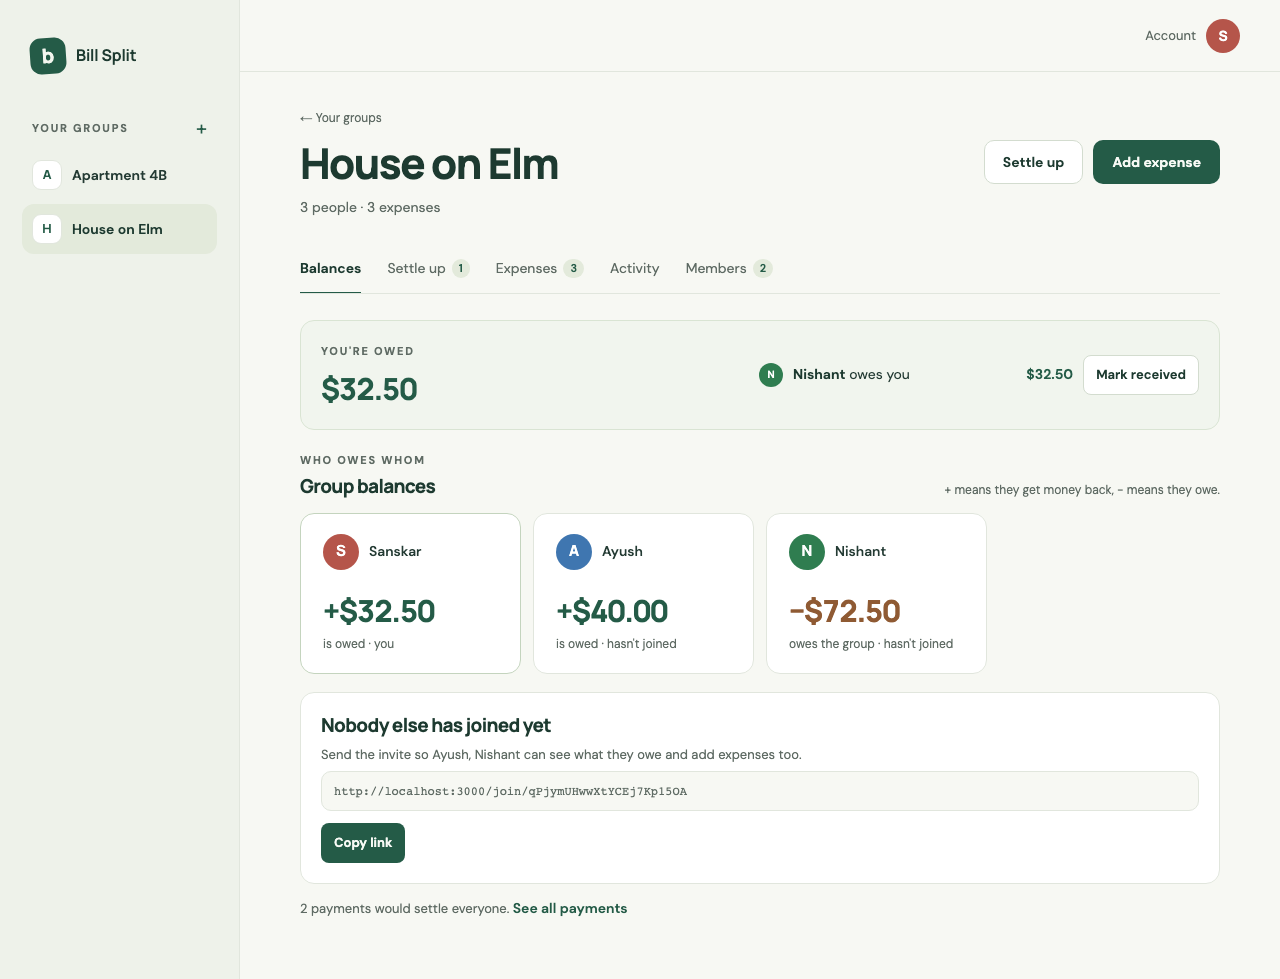 b Bill Split
Account S
YOUR GROUPS +
A Apartment 4B
H House on Elm
← Your groups
House on Elm
Settle up Add expense
3 people · 3 expenses
Balances Settle up 1 Expenses 3 Activity Members 2
YOU'RE OWED
$32.50
N Nishant owes you $32.50 Mark received
WHO OWES WHOM
Group balances
+ means they get money back, − means they owe.
S Sanskar
+$32.50
is owed · you
A Ayush
+$40.00
is owed · hasn't joined
N Nishant
−$72.50
owes the group · hasn't joined
Nobody else has joined yet
Send the invite so Ayush, Nishant can see what they owe and add expenses too.
http://localhost:3000/join/qPjymUHwwXtYCEj7Kp15OA
Copy link
2 payments would settle everyone. See all payments